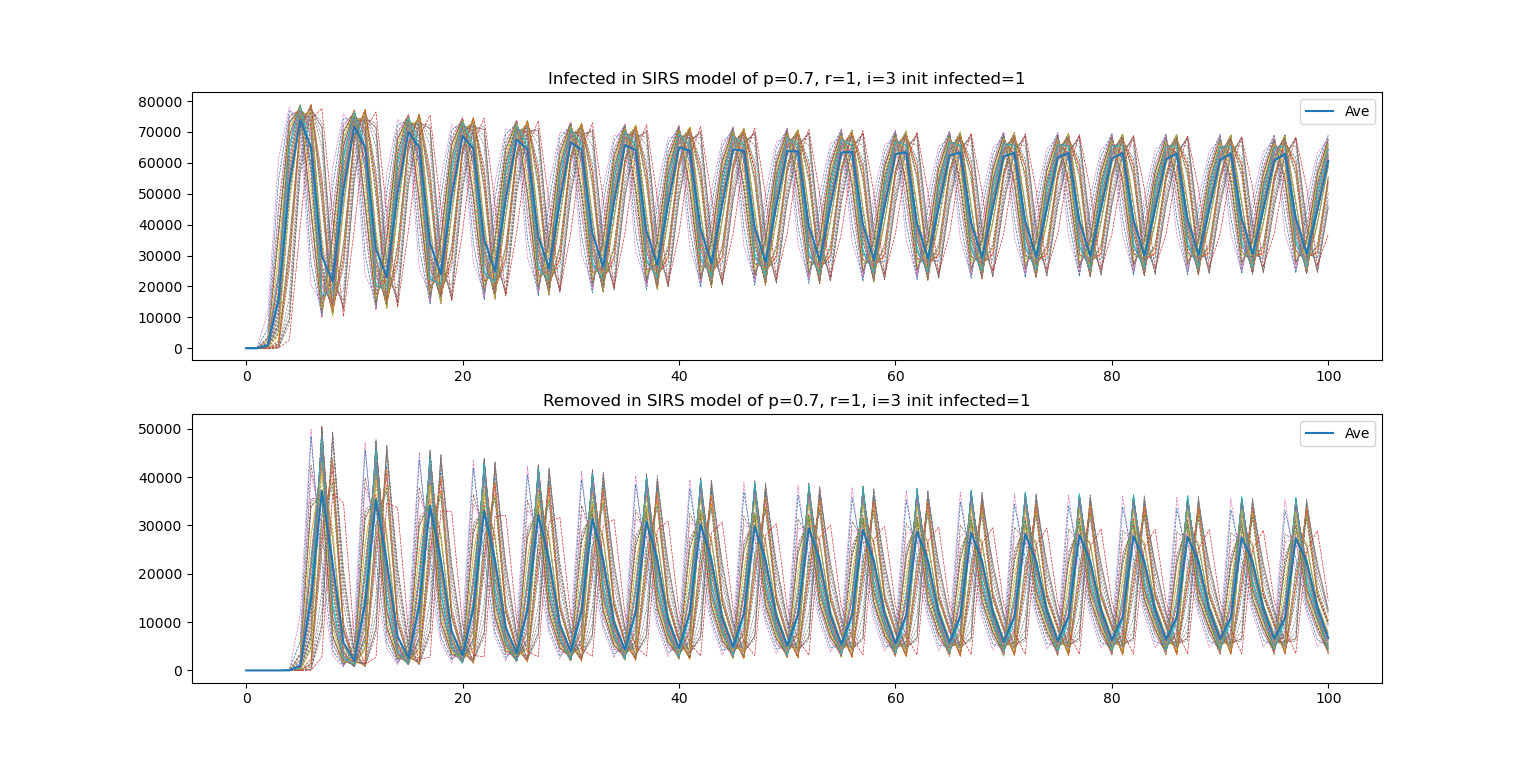 Infected in SIRS model of p=0.7, r=1, i=3 init infected=1
80000
70000
60000
50000
40000
30000
20000
10000
0
Ave
0 20 40 60 80 100
Removed in SIRS model of p=0.7, r=1, i=3 init infected=1
50000
40000
30000
20000
10000
0
Ave
0 20 40 60 80 100